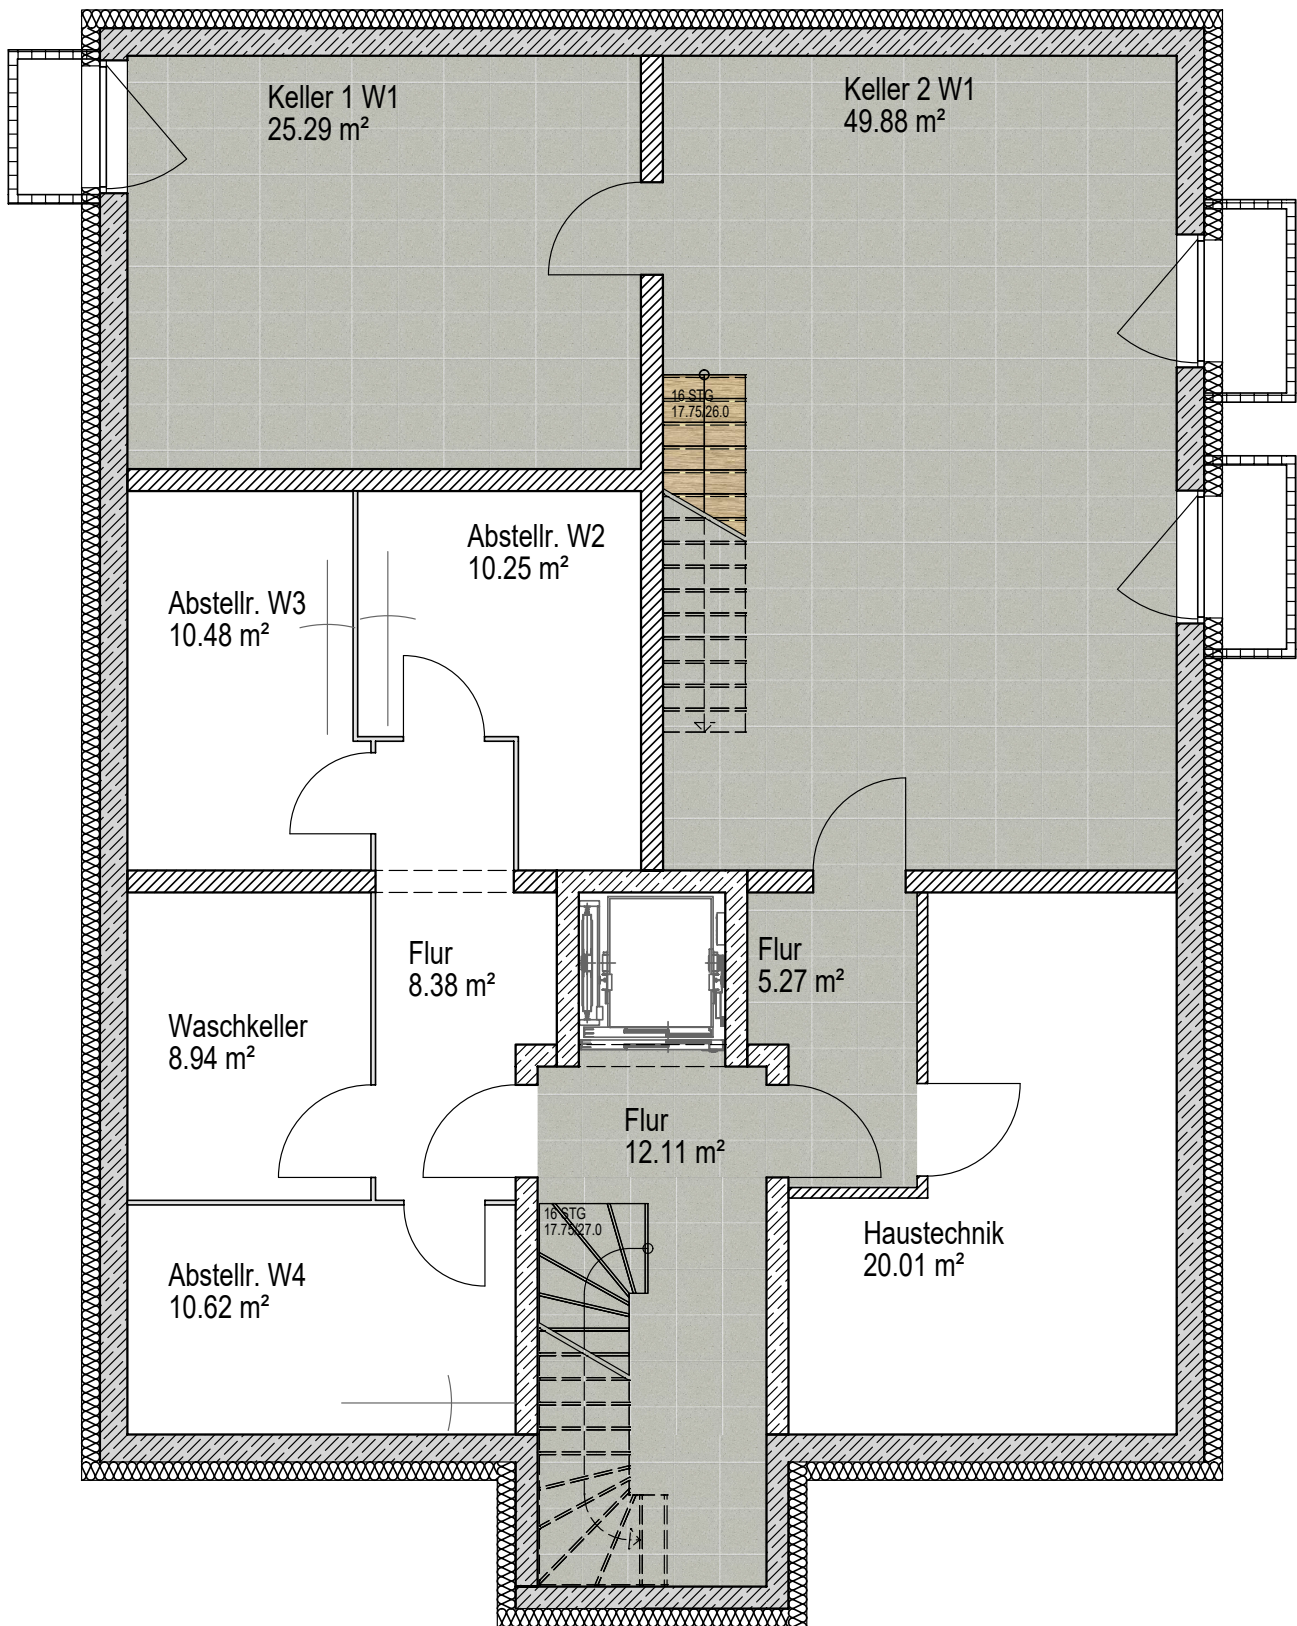 Keller 1 W1
25.29 m²
Keller 2 W1
49.88 m²
16 STG
17.75/26.0
Abstellr. W2
10.25 m²
Abstellr. W3
10.48 m²
Flur
8.38 m²
Flur
5.27 m²
Waschkeller
8.94 m²
Flur
12.11 m²
16 STG
17.75/27.0
Haustechnik
20.01 m²
Abstellr. W4
10.62 m²